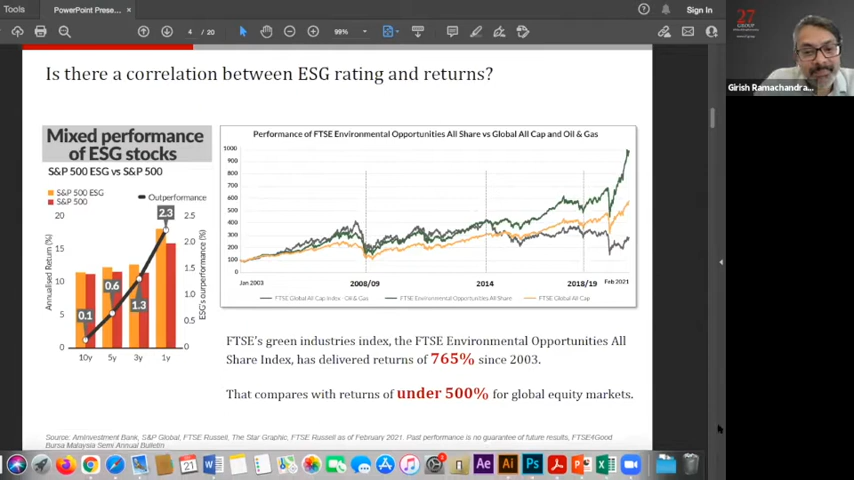 Tools
PowerPoint Prese...
Sign In
4 / 20
99%
27
GROUP
Girish Ramachandra...
Is there a correlation between ESG rating and returns?
Mixed performance
of ESG stocks
S&P 500 ESG vs S&P 500
S&P 500 ESG
S&P 500
Outperformance
20
15
10
5
0
Annualised Return (%)
2.5
2.0
1.5
1.0
0.5
0
ESG's ourperformance (%)
0.1
0.6
1.3
2.3
10y
5y
3y
1y
Performance of FTSE Environmental Opportunities All Share vs Global All Cap and Oil & Gas
1000
900
800
700
600
500
400
300
200
100
0
Jan 2003
2008/09
2014
2018/19
Feb 2021
FTSE Global All Cap Index - Oil & Gas
FTSE Environmental Opportunities All Share
FTSE Global All Cap
FTSE's green industries index, the FTSE Environmental Opportunities All
Share Index, has delivered returns of 765% since 2003.
That compares with returns of under 500% for global equity markets.
Source: AmInvestment Bank, S&P Global, FTSE Russell, The Star Graphic, FTSE Russell as of February 2021. Past performance is no guarantee of future results, FTSE4Good
Bursa Malaysia Semi Annual Bulletin
21
W
Ae
Ai
Ps
P
X